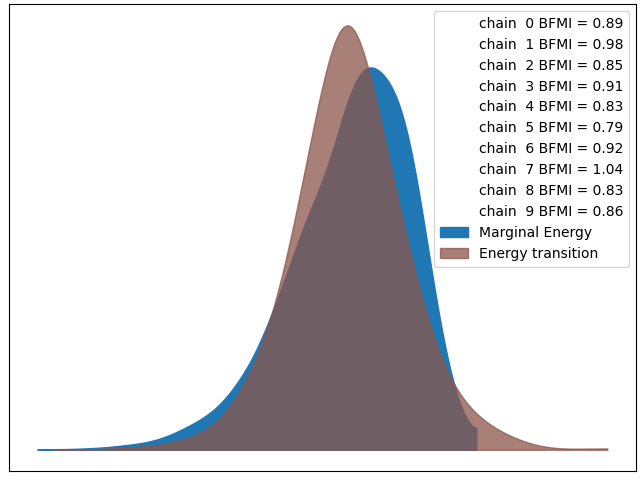 chain  0 BFMI = 0.89
chain  1 BFMI = 0.98
chain  2 BFMI = 0.85
chain  3 BFMI = 0.91
chain  4 BFMI = 0.83
chain  5 BFMI = 0.79
chain  6 BFMI = 0.92
chain  7 BFMI = 1.04
chain  8 BFMI = 0.83
chain  9 BFMI = 0.86
Marginal Energy
Energy transition